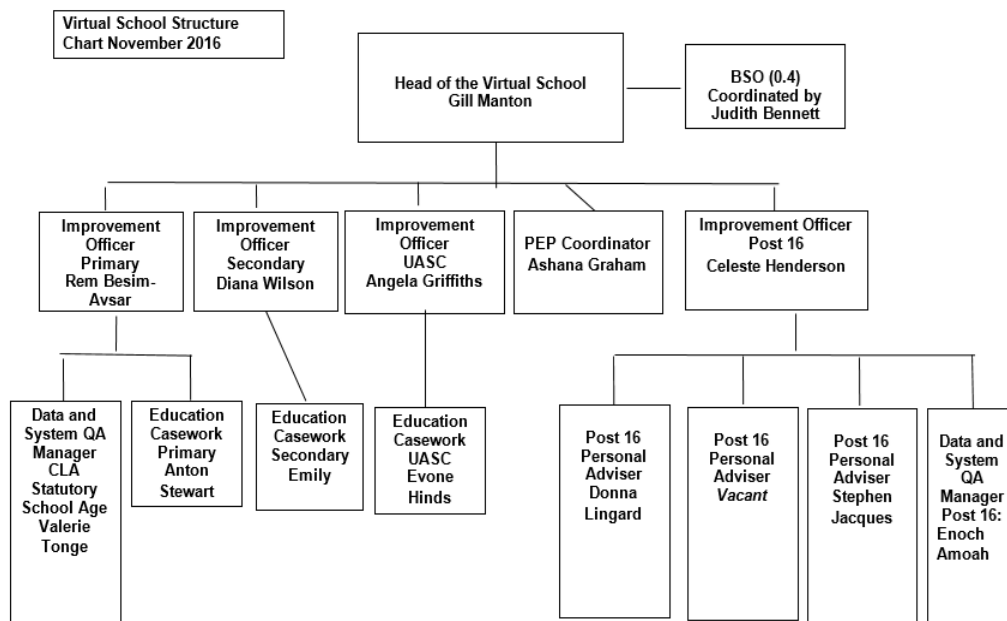 Virtual School Structure
Chart November 2016
Head of the Virtual School
Gill Manton
BSO (0.4)
Coordinated by
Judith Bennett
Improvement
Officer
Primary
Rem Besim-
Avsar
Improvement
Officer
Secondary
Diana Wilson
Improvement
Officer
UASC
Angela Griffiths
PEP Coordinator
Ashana Graham
Improvement Officer
Post 16
Celeste Henderson
Data and
System QA
Manager
CLA
Statutory
School Age
Valerie
Tonge
Education
Casework
Primary
Anton
Stewart
Education
Casework
Secondary
Emily
Education
Casework
UASC
Evone
Hinds
Post 16
Personal
Adviser
Donna
Lingard
Post 16
Personal
Adviser
Vacant
Post 16
Personal
Adviser
Stephen
Jacques
Data and
System
QA
Manager
Post 16:
Enoch
Amoah